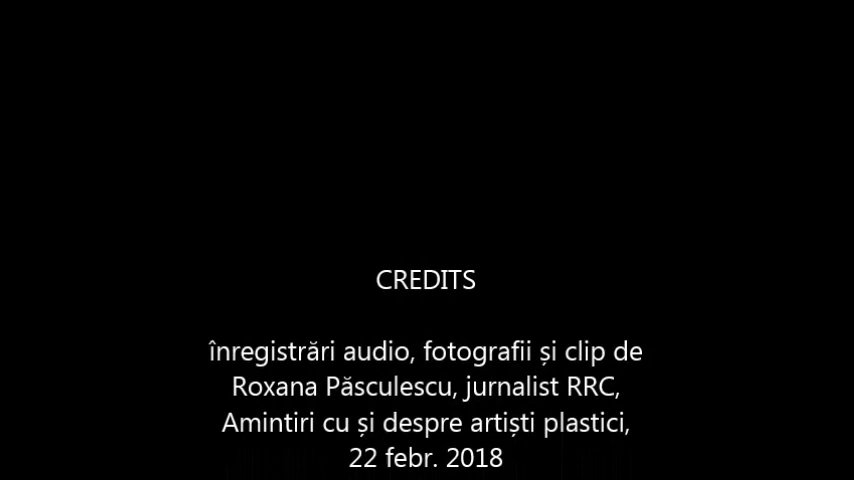 CREDITS
înregistrări audio, fotografii și clip de
Roxana Păsculescu, jurnalist RRC,
Amintiri cu și despre artiști plastici,
22 febr. 2018